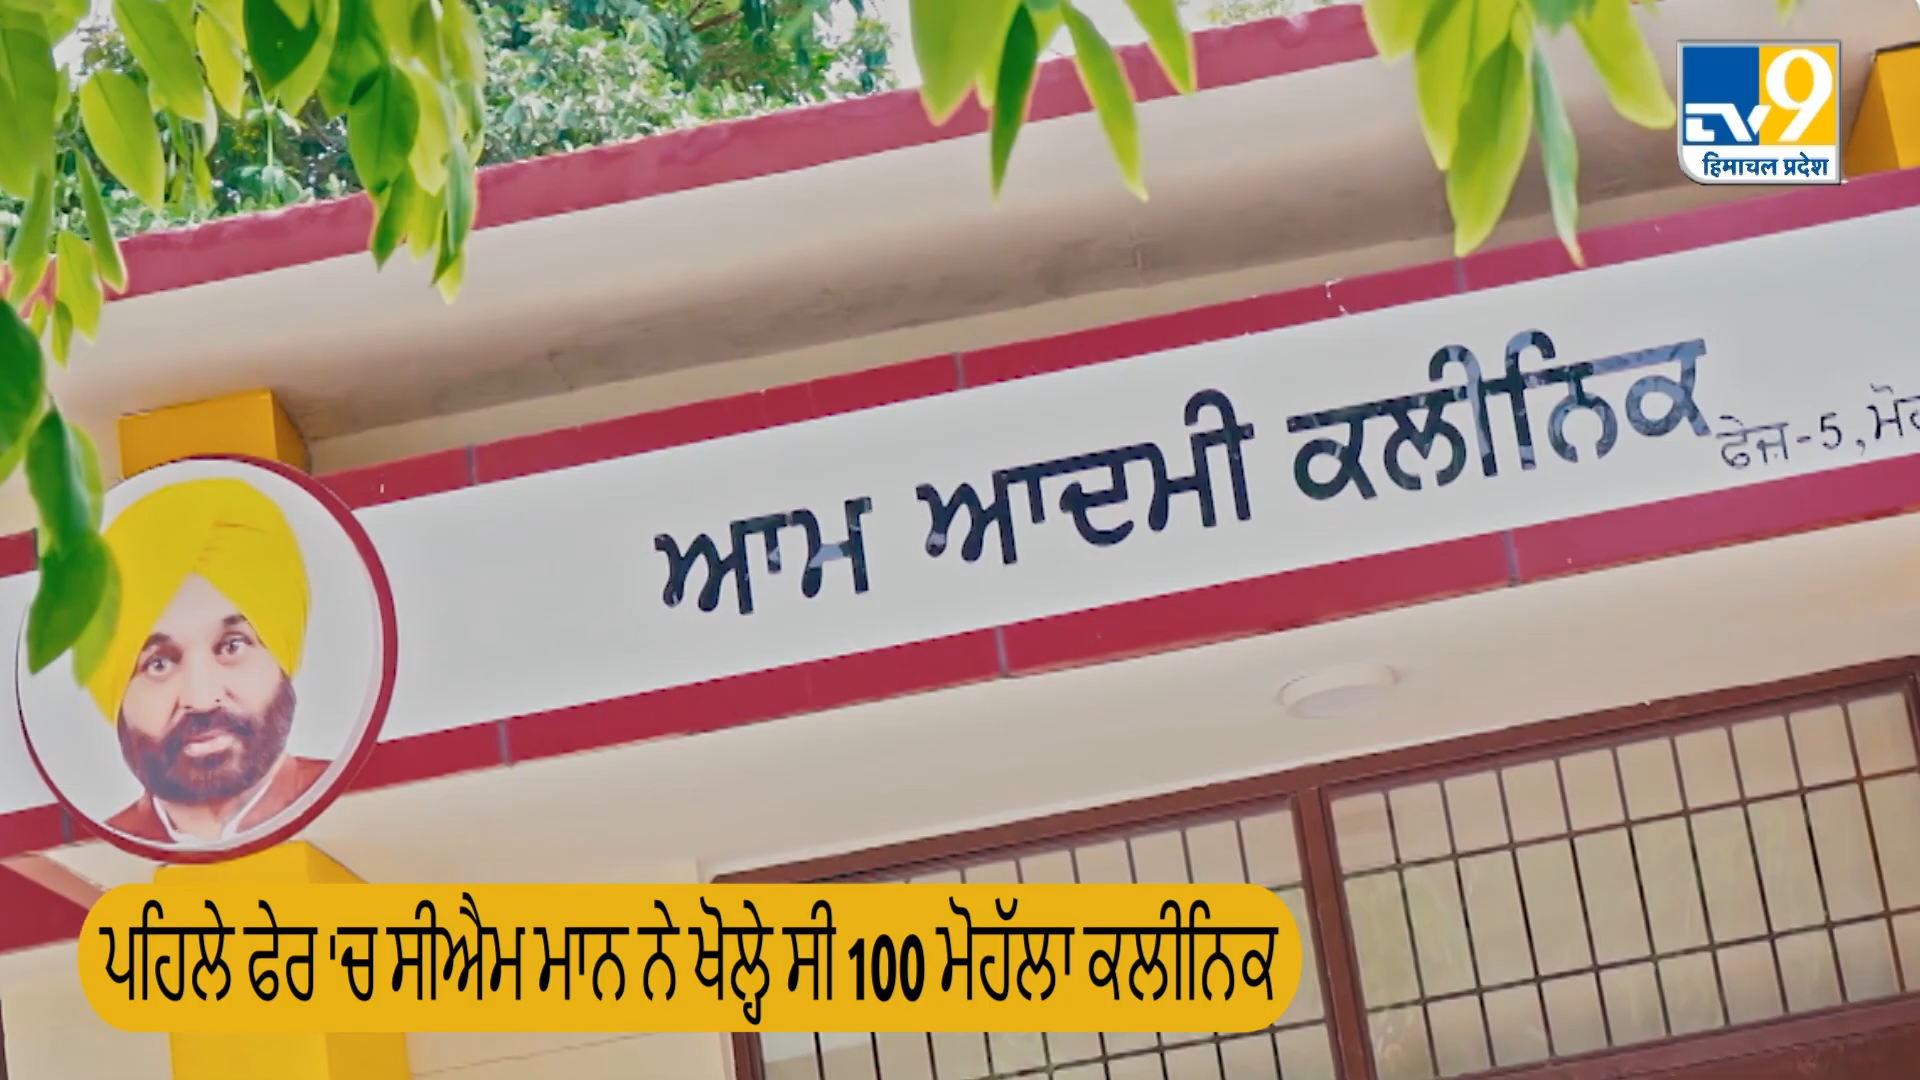 TV9
हिमाचल प्रदेश
ਆਮ ਆਦਮੀ ਕਲੀਨਿਕ
ਫੇਜ਼-5,
ਪਹਿਲੇ ਫੇਰ 'ਚ ਸੀਐਮ ਮਾਨ ਨੇ ਖੋਲ੍ਹੇ ਸੀ 100 ਮੋਹੱਲਾ ਕਲੀਨਿਕ